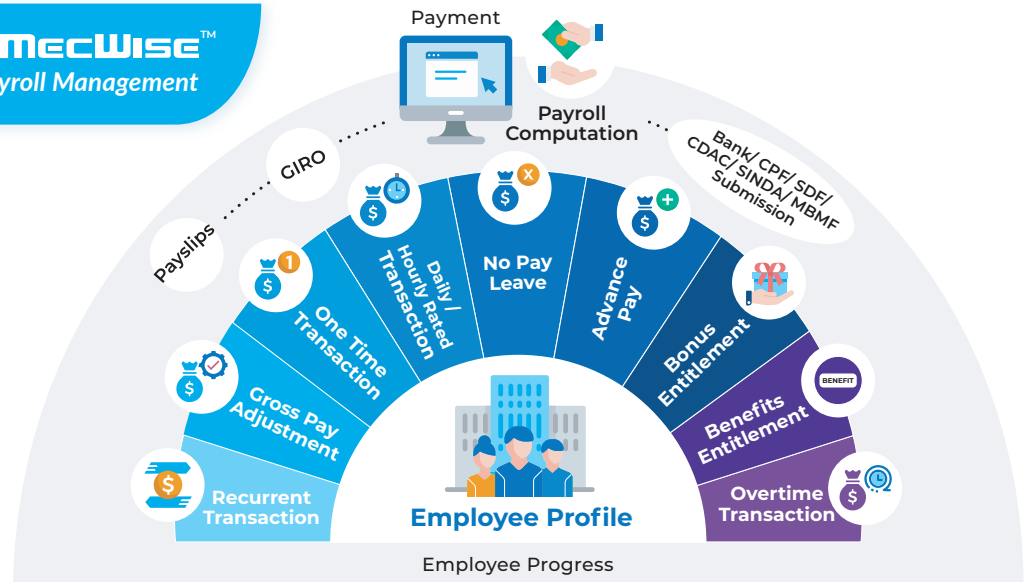 MECWISE™
yroll Management
Payment
Payroll
Computation
GIRO
Payslips
Bank/ CPF/ SDF/
CDAC/ SINDA/ MBMF
Submission
Recurrent
Transaction
Gross Pay
Adjustment
One Time
Transaction
Daily /
Hourly Rated
Transaction
No Pay
Leave
Advance
Pay
Bonus
Entitlement
Benefits
Entitlement
Overtime
Transaction
$
$
$
1
$
$
X
$
+
BENEFIT
$
Employee Profile
Employee Progress